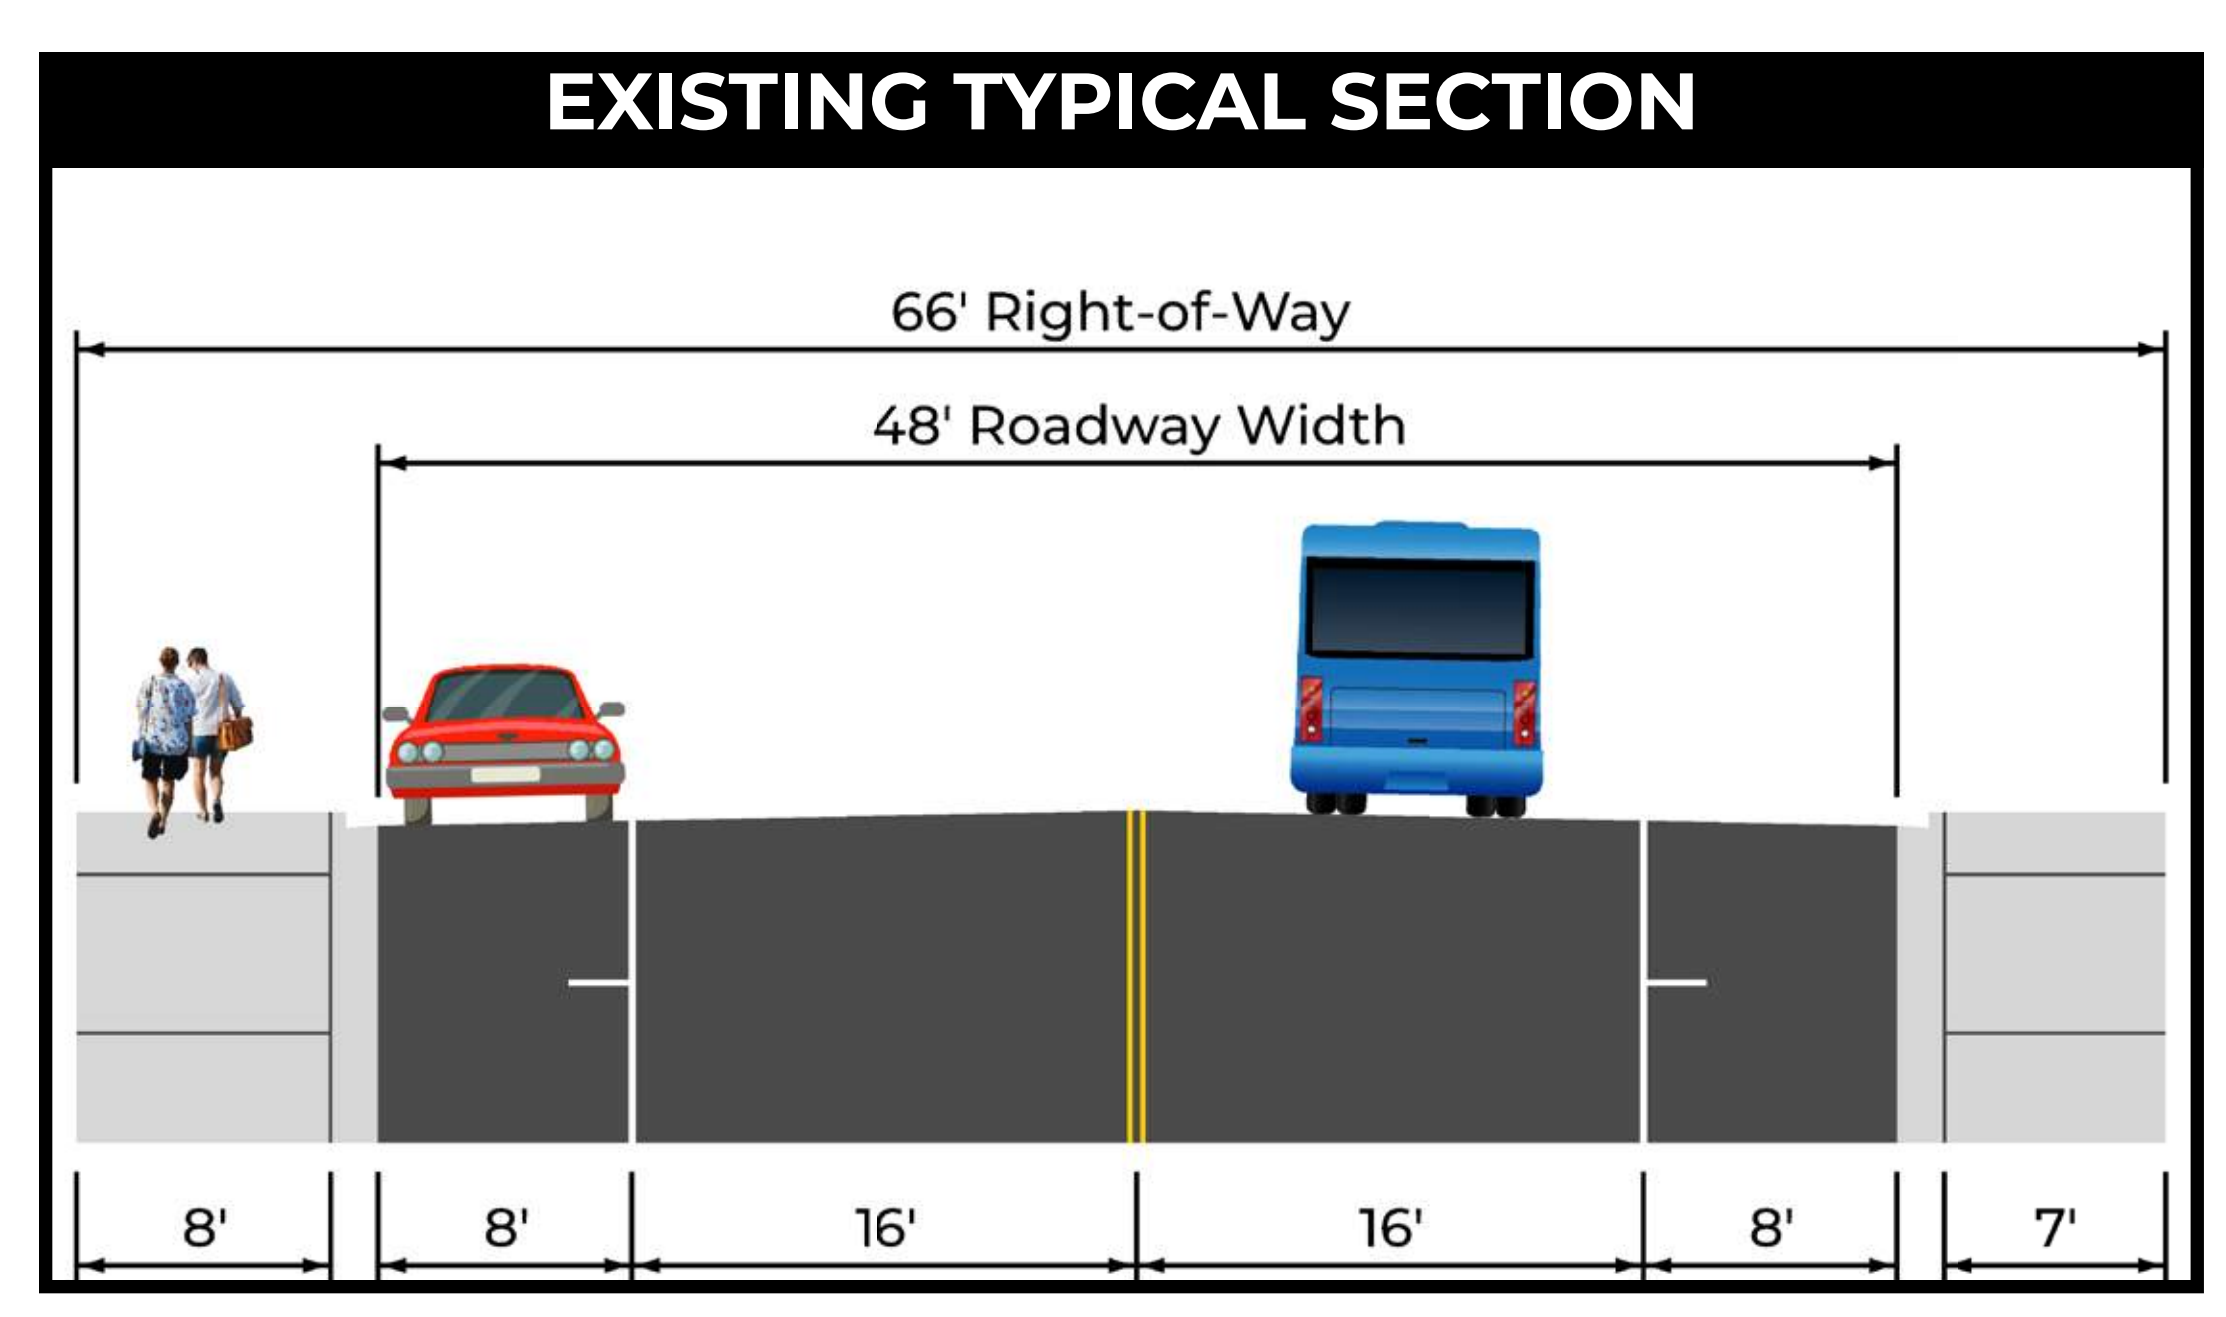 EXISTING TYPICAL SECTION
66' Right-of-Way
48' Roadway Width
8' 8' 16' 16' 8' 7'